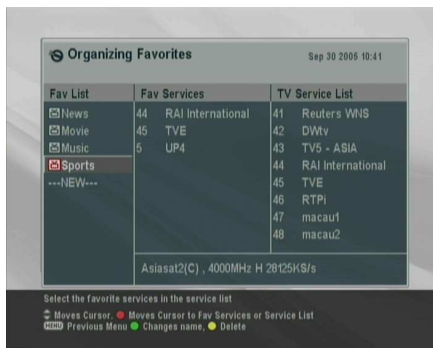 Organizing Favorites
Sep 30 2006 10:41
Fav List
Fav Services
TV Service List
News
Movie
Music
Sports
---NEW---
44 RAI International
45 TVE
5 UP4
41 Reuters WNS
42 DWtv
43 TV5 - ASIA
44 RAI International
45 TVE
46 RTPi
47 macau1
48 macau2
Asiasat2(C) , 4000MHz H 28125KS/s
Select the favorite services in the service list
Moves Cursor. Moves Cursor to Fav Services or Service List
MENU Previous Menu Changes name, Delete